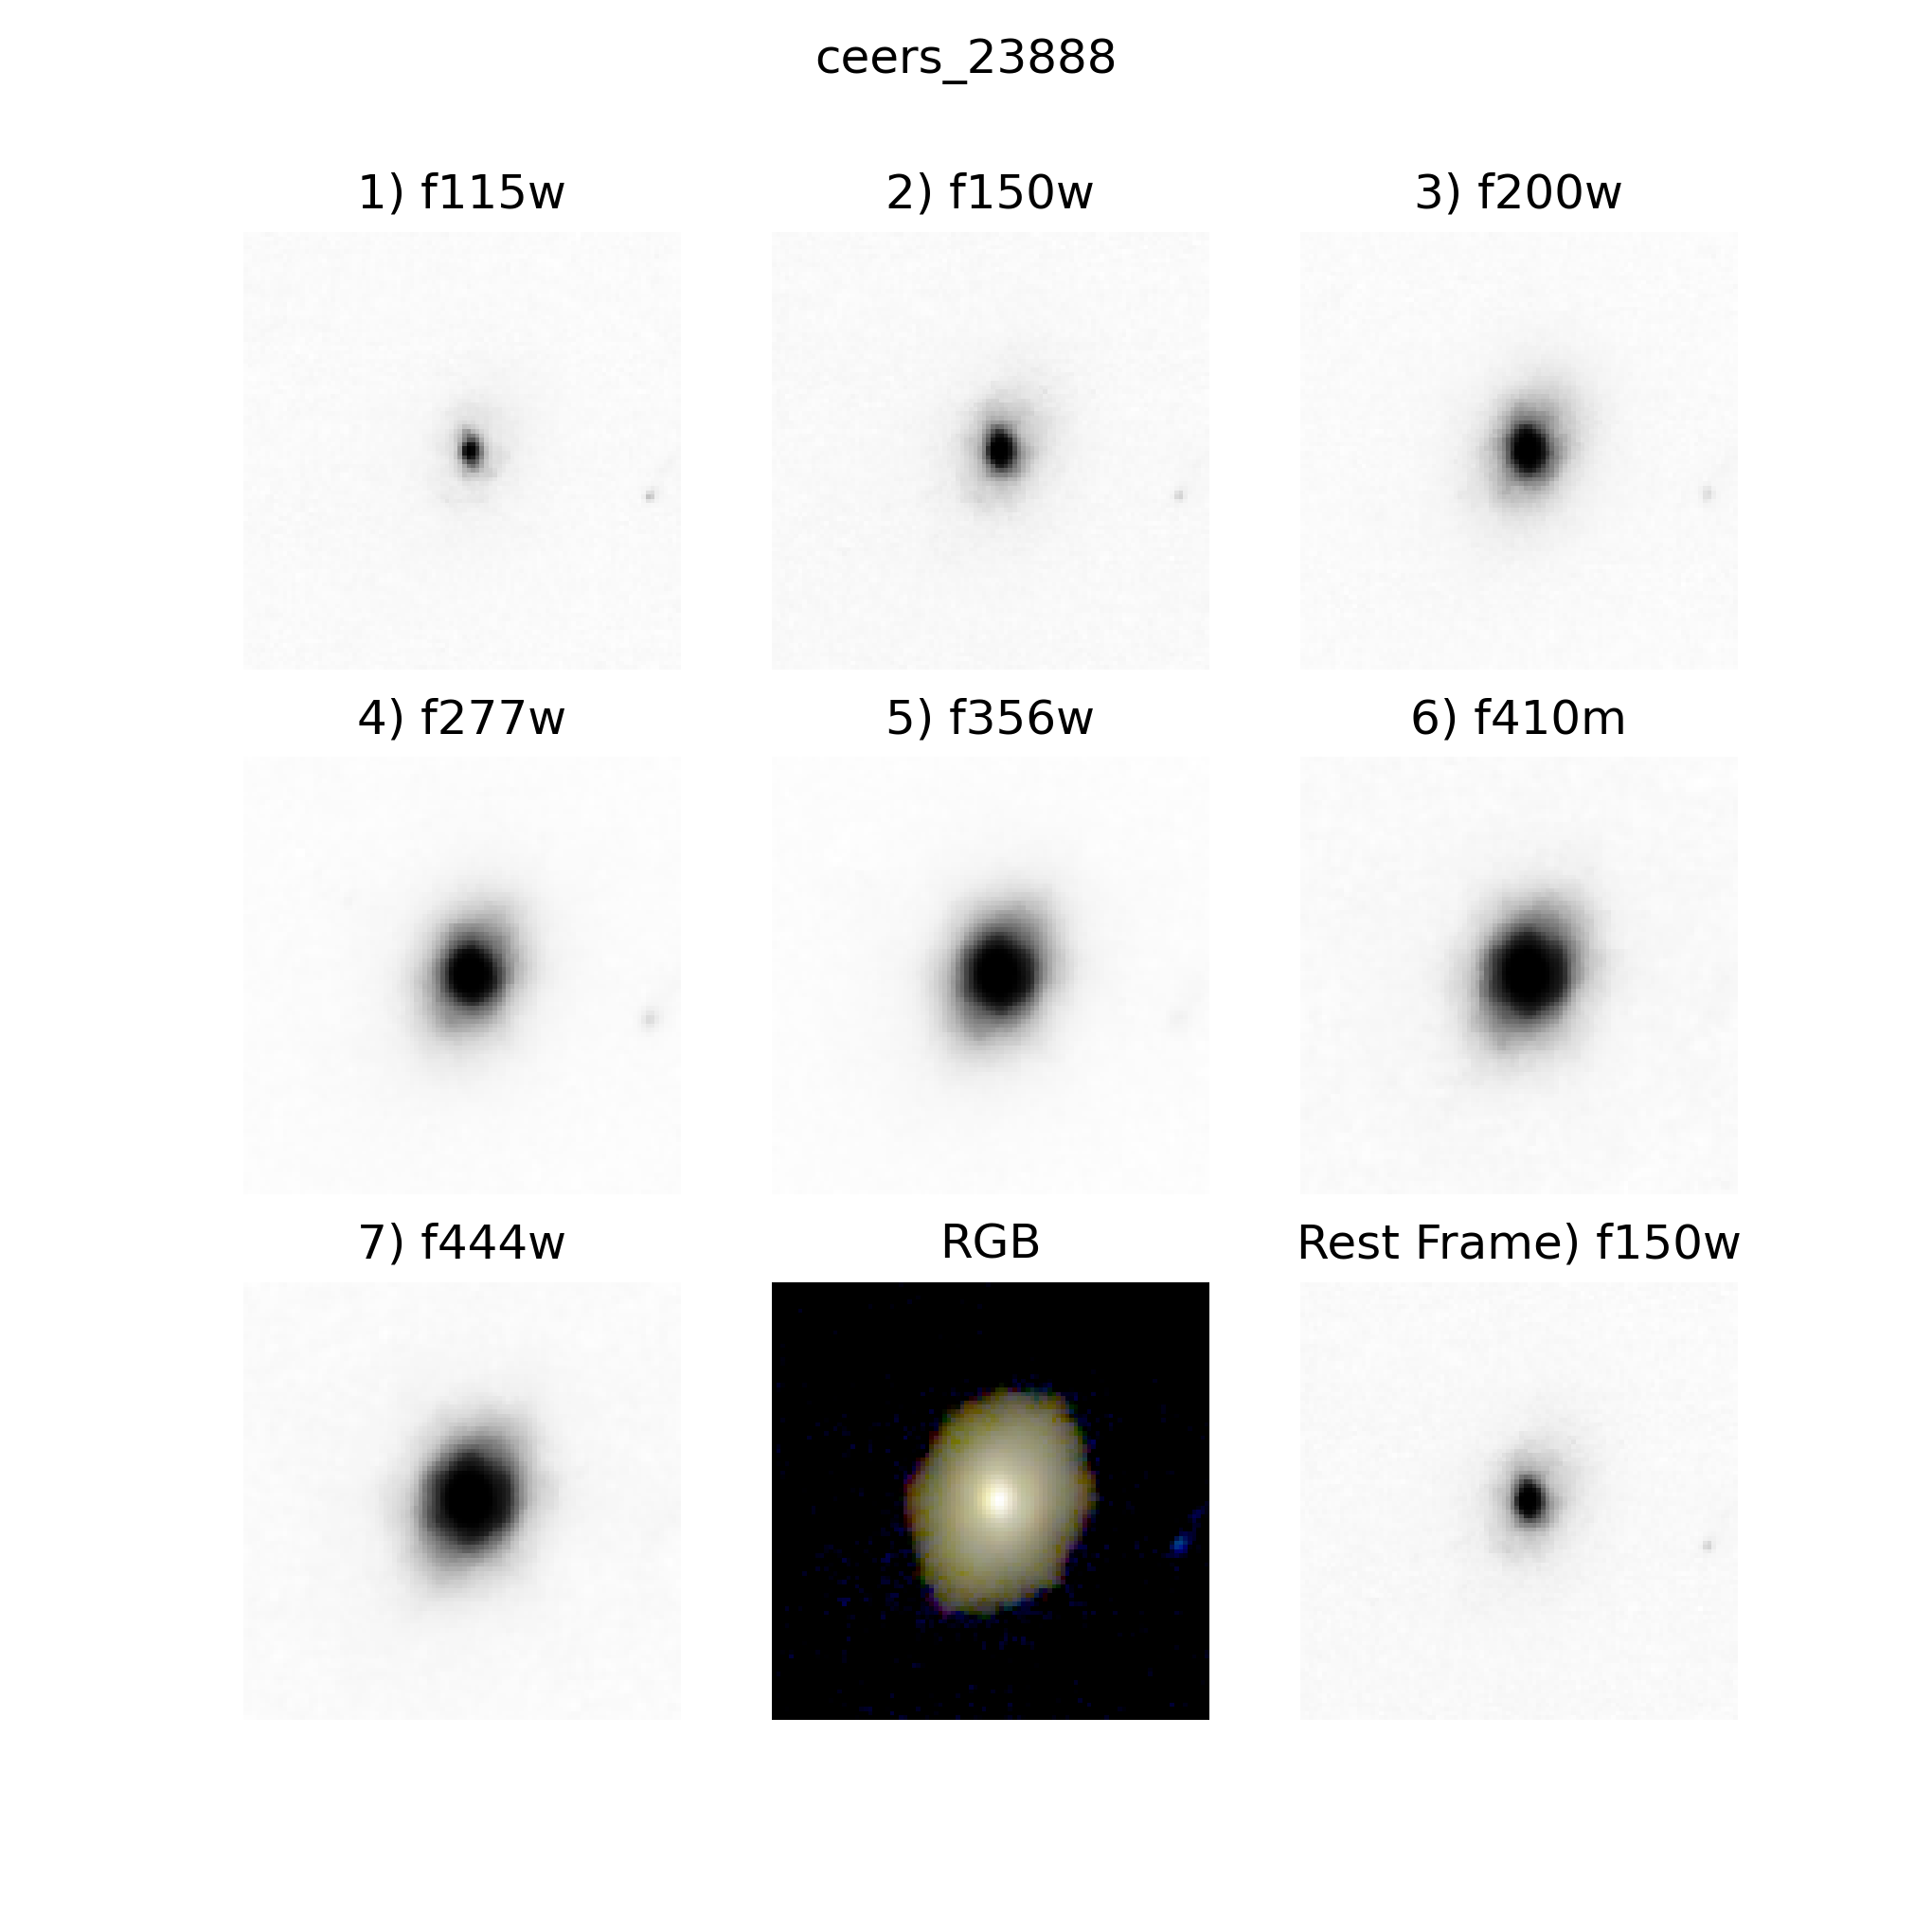 ceers_23888
1) f115w
2) f150w
3) f200w
4) f277w
5) f356w
6) f410m
7) f444w
RGB
Rest Frame) f150w